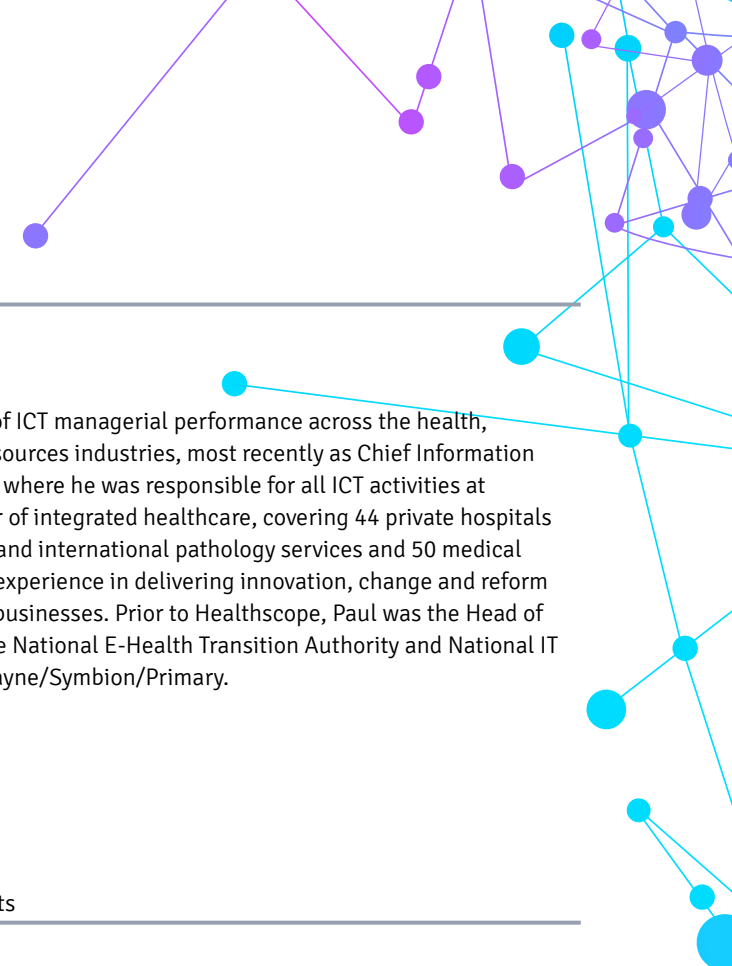 of ICT managerial performance across the health,
sources industries, most recently as Chief Information
where he was responsible for all ICT activities at
r of integrated healthcare, covering 44 private hospitals
and international pathology services and 50 medical
experience in delivering innovation, change and reform
businesses. Prior to Healthscope, Paul was the Head of
e National E-Health Transition Authority and National IT
ayne/Symbion/Primary.
ts